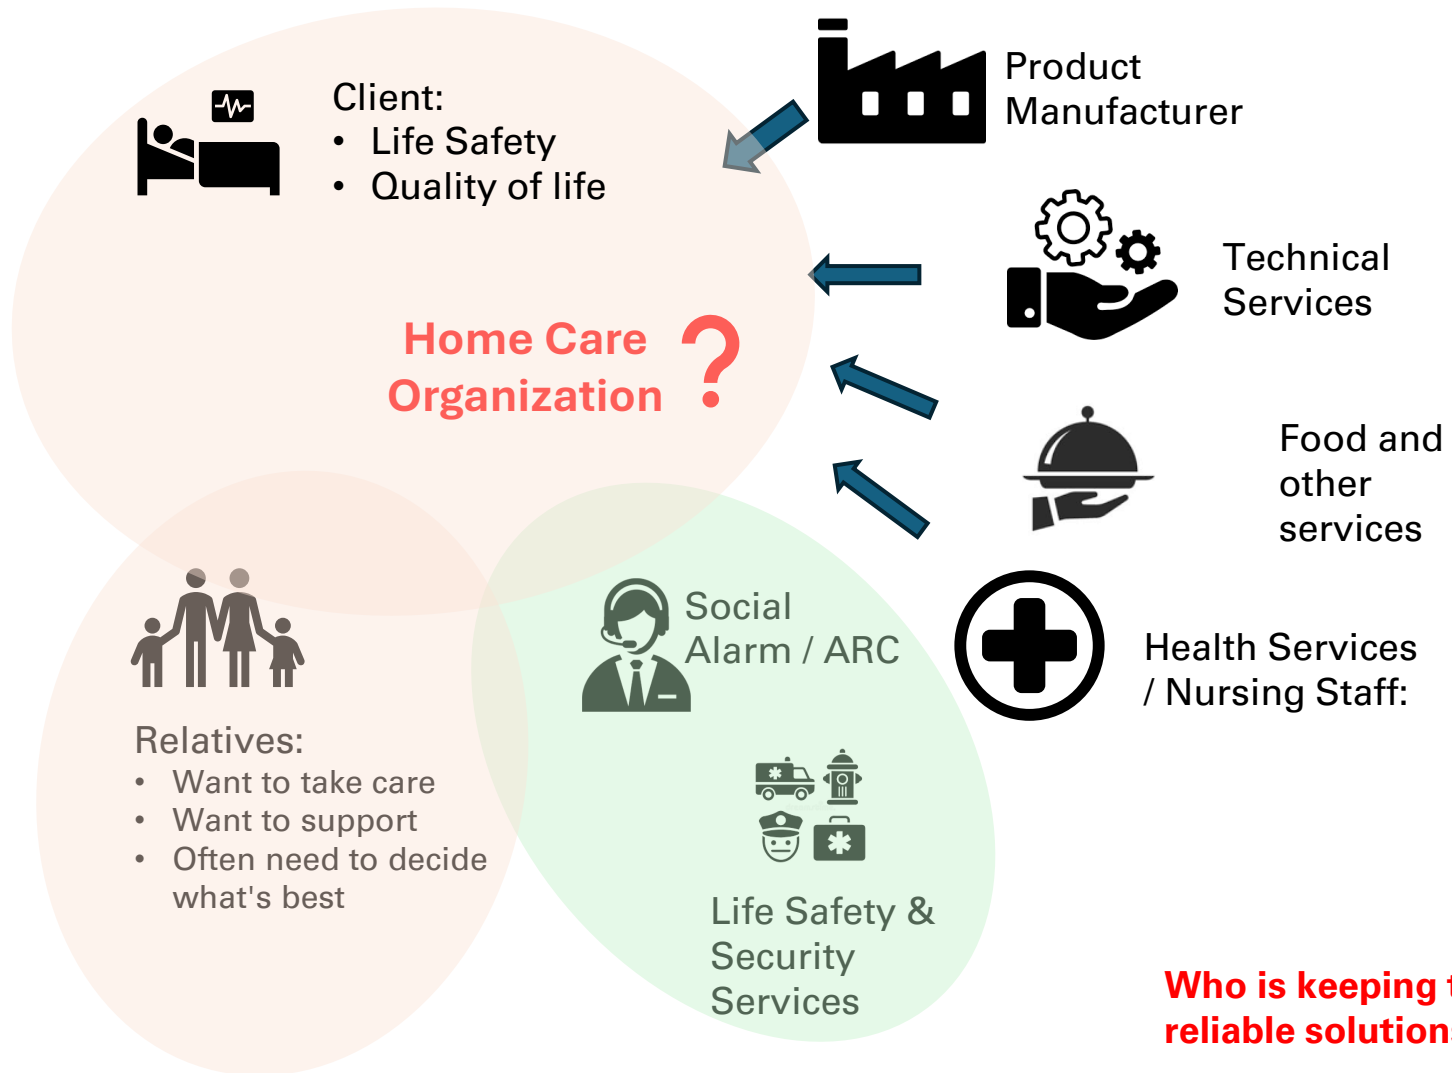 Client:
• Life Safety
• Quality of life
Product
Manufacturer
Technical
Services
Home Care
Organization ?
Food and
other
services
Social
Alarm / ARC
Health Services
/ Nursing Staff:
Relatives:
• Want to take care
• Want to support
• Often need to decide
what's best
Life Safety &
Security
Services
Who is keeping
reliable solutions